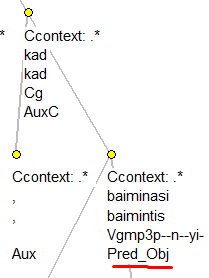 * Ccontext: .*
kad
kad
Cg
AuxC
Ccontext: .*
,
,
Aux
Ccontext: .*
baiminasi
baimintis
Vgmp3p--n--yi-
Pred_Obj